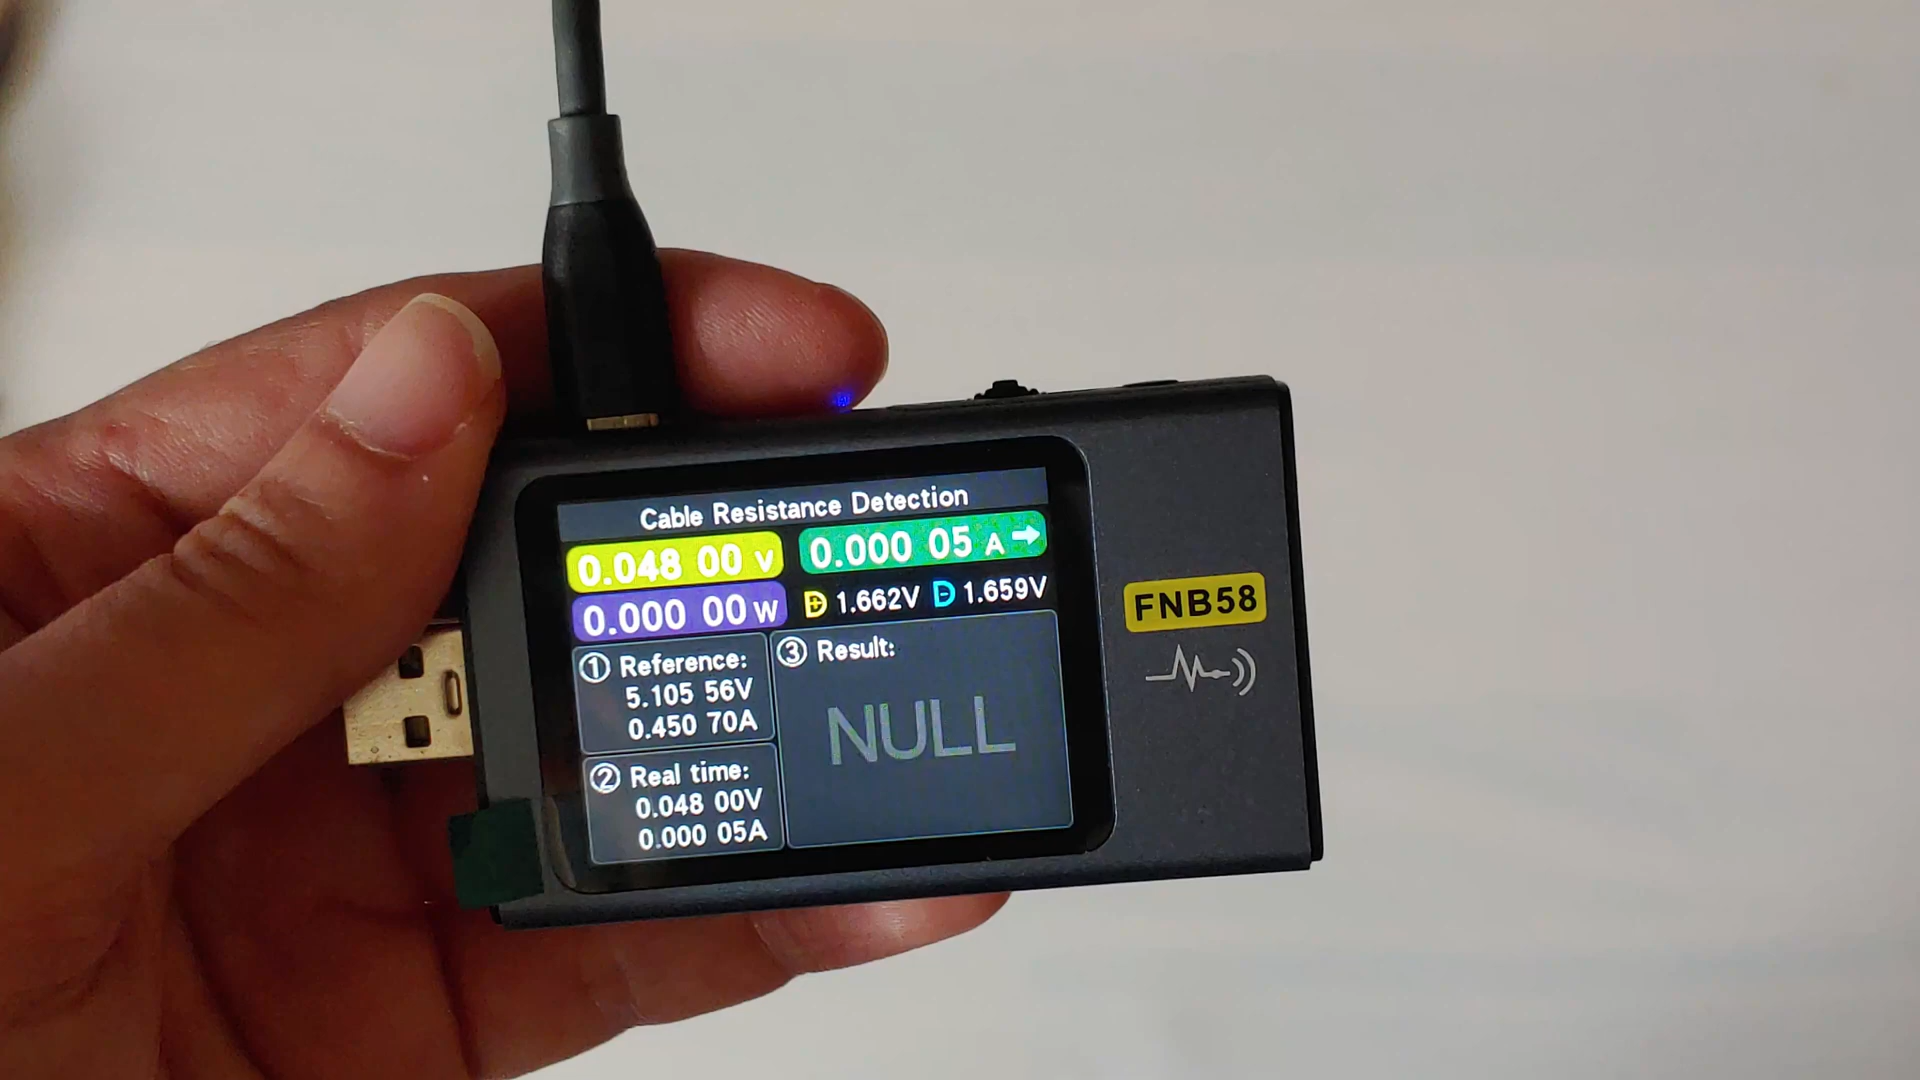 Cable Resistance Detection
0.048 00 V
0.000 05 A
0.000 00 W
D+ 1.662V D- 1.659V
① Reference:
5.105 56V
0.450 70A
② Real time:
0.048 00V
0.000 05A
③ Result:
NULL
FNB58